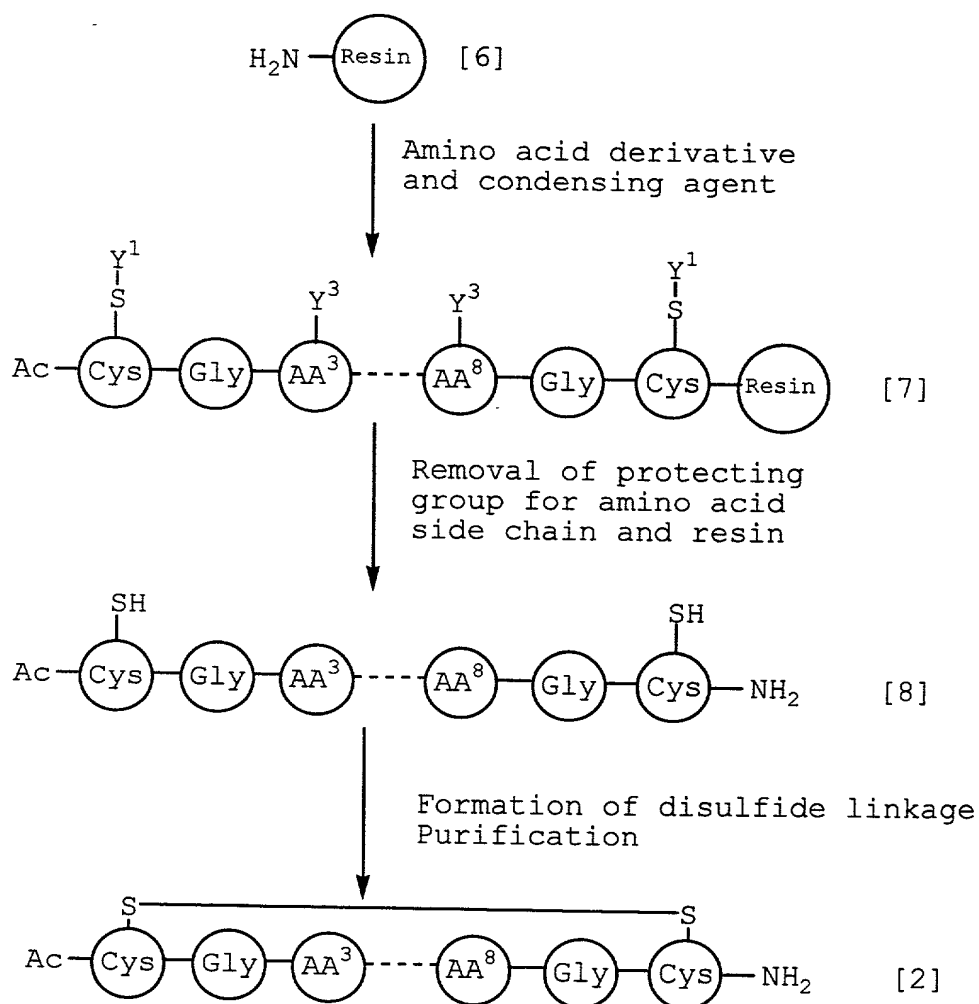 H₂N Resin [6]
Amino acid derivative
and condensing agent
Y¹ Y¹
S Y³ Y³ S
Ac Cys Gly AA³ AA⁸ Gly Cys Resin [7]
Removal of protecting
group for amino acid
side chain and resin
SH SH
Ac Cys Gly AA³ AA⁸ Gly Cys NH₂ [8]
Formation of disulfide linkage
Purification
S S
Ac Cys Gly AA³ AA⁸ Gly Cys NH₂ [2]